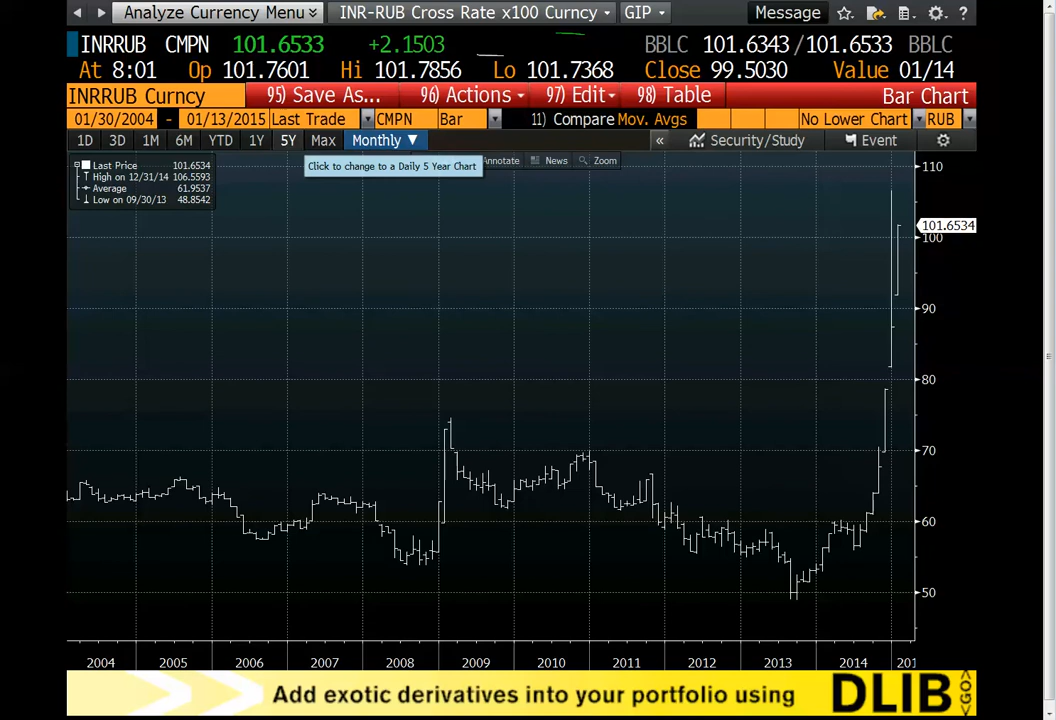 Analyze Currency Menu INR-RUB Cross Rate x100 Curncy GIP Message ?
INRRUB CMPN 101.6533 +2.1503 BBLC 101.6343/101.6533 BBLC
At 8:01 Op 101.7601 Hi 101.7856 Lo 101.7368 Close 99.5030 Value 01/14
INRRUB Curncy 95) Save As... 96) Actions 97) Edit 98) Table Bar Chart
01/30/2004 - 01/13/2015 Last Trade CMPN Bar 11) Compare Mov. Avgs No Lower Chart RUB
1D 3D 1M 6M YTD 1Y 5Y Max Monthly ▼ « Security/Study Event
Click to change to a Daily 5 Year Chart Annotate News Zoom
Last Price 101.6534
High on 12/31/14 106.5593
Average 61.9537
Low on 09/30/13 48.8542
110
101.6534
100
90
80
70
60
50
2004 2005 2006 2007 2008 2009 2010 2011 2012 2013 2014 201
Add exotic derivatives into your portfolio using DLIB <GO>